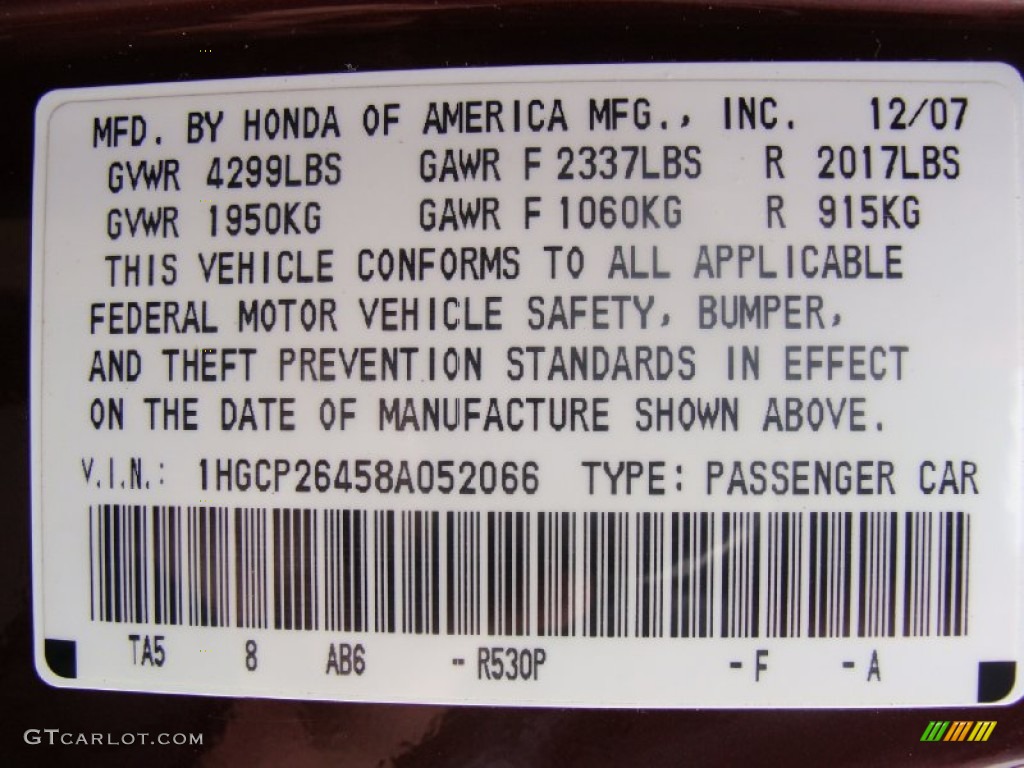 MFD. BY HONDA OF AMERICA MFG., INC. 12/07
GVWR 4299LBS GAWR F 2337LBS R 2017LBS
GVWR 1950KG GAWR F 1060KG R 915KG
THIS VEHICLE CONFORMS TO ALL APPLICABLE
FEDERAL MOTOR VEHICLE SAFETY, BUMPER,
AND THEFT PREVENTION STANDARDS IN EFFECT
ON THE DATE OF MANUFACTURE SHOWN ABOVE.
V.I.N.: 1HGCP26458A052066 TYPE: PASSENGER CAR
TA5 8 AB6 -- R530P - F - A
GTCARLOT.COM